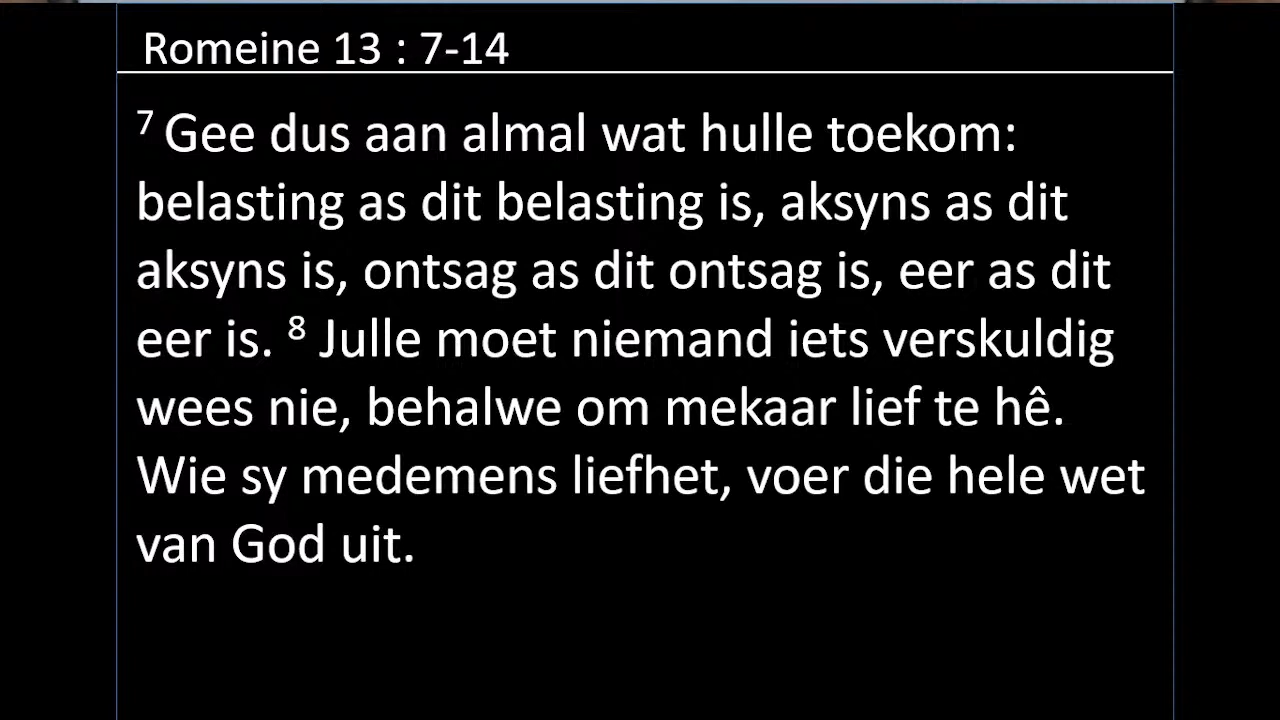 Romeine 13 : 7-14
7 Gee dus aan almal wat hulle toekom:
belasting as dit belasting is, aksyns as dit
aksyns is, ontsag as dit ontsag is, eer as dit
eer is. 8 Julle moet niemand iets verskuldig
wees nie, behalwe om mekaar lief te hê.
Wie sy medemens liefhet, voer die hele wet
van God uit.